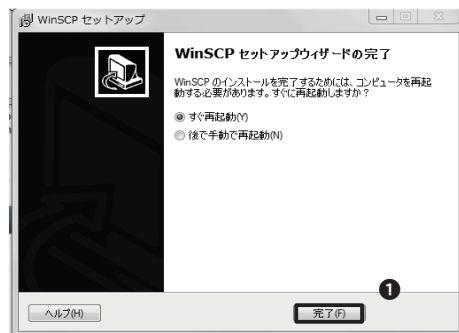 WinSCP セットアップ
WinSCP セットアップウィザードの完了
WinSCP のインストールを完了するためには、コンピュータを再起
動する必要があります。すぐに再起動しますか?
すぐ再起動(Y)
後で手動で再起動(N)
❶
ヘルプ(H)
完了(F)